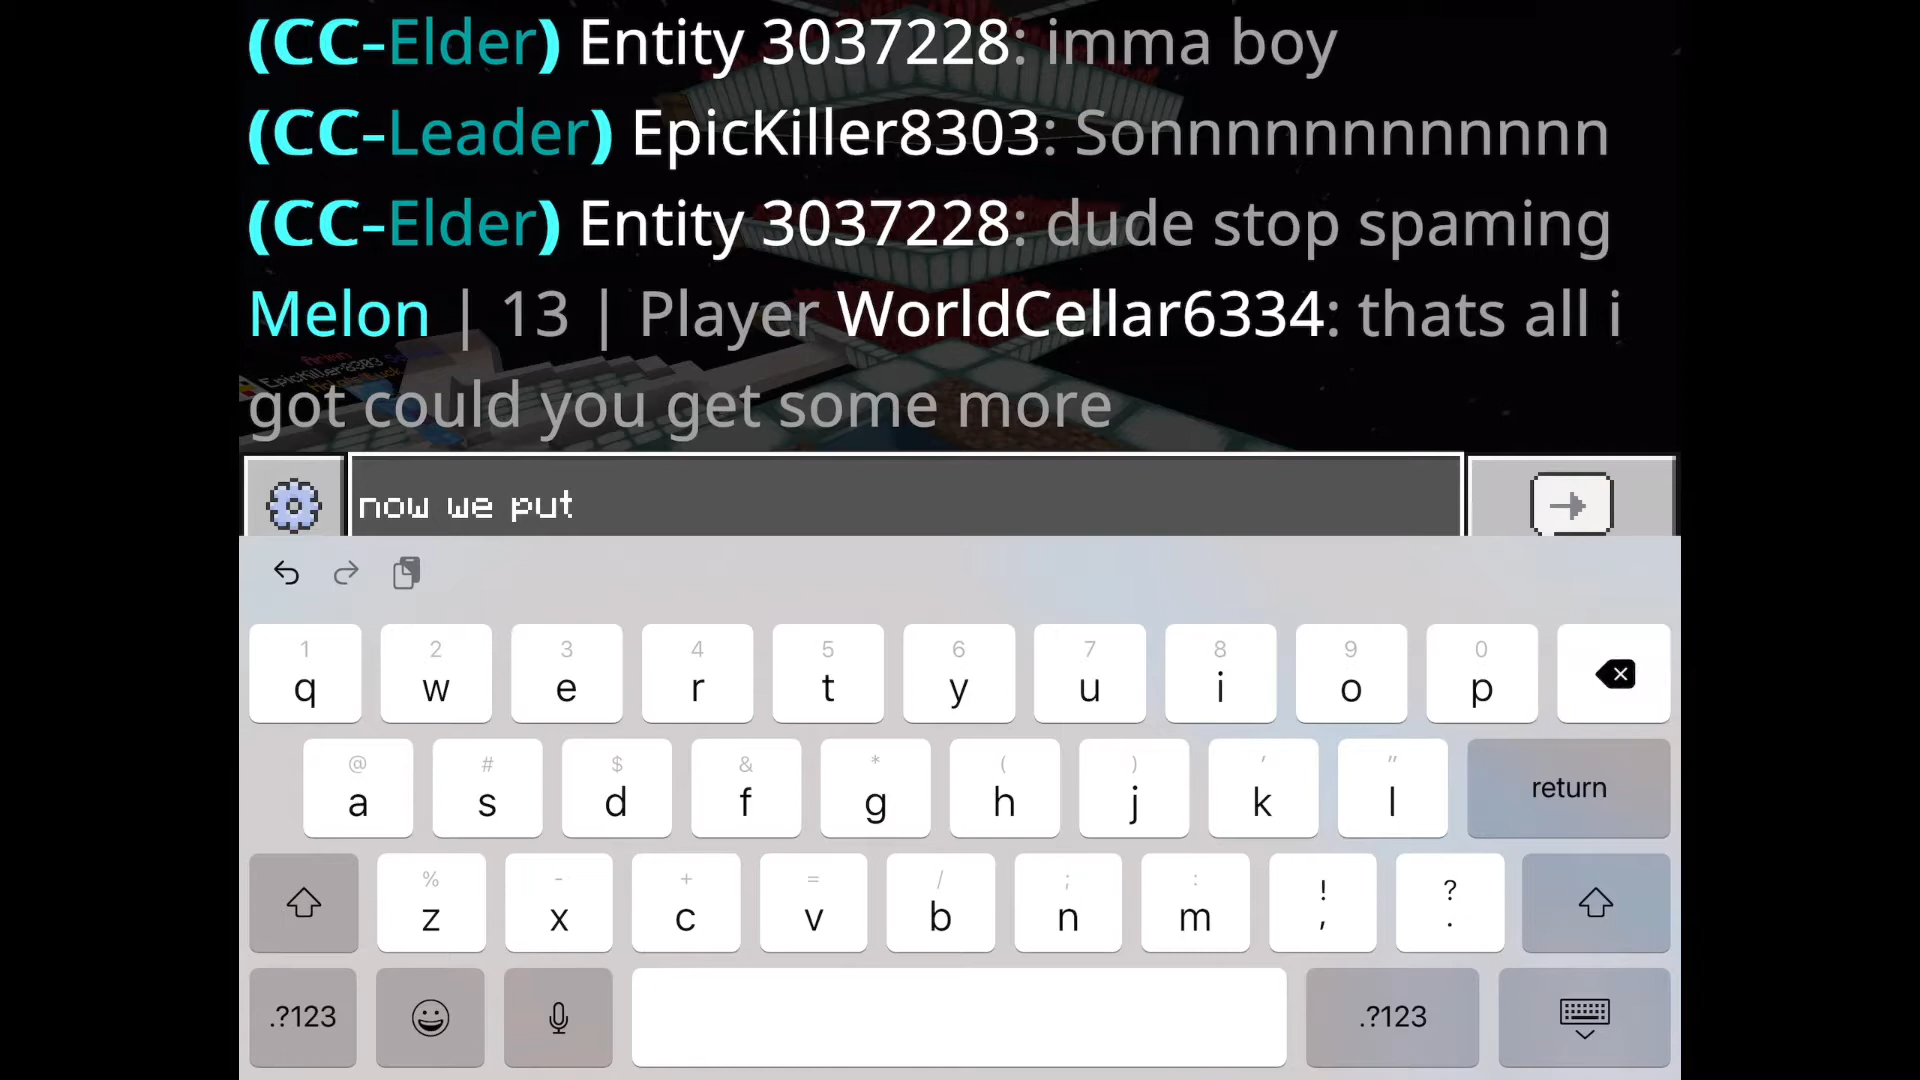 (CC-Elder) Entity 3037228: imma boy
(CC-Leader) EpicKiller8303: Sonnnnnnnnnnnn
(CC-Elder) Entity 3037228: dude stop spaming
Melon | 13 | Player WorldCellar6334: thats all i
got could you get some more
EpicKiller8303
now we put
1 2 3 4 5 6 7 8 9 0
q w e r t y u i o p
@ # $ & * ( ) ' "
a s d f g h j k l return
% - + = / ; : ! ?
z x c v b n m , .
.?123 .?123